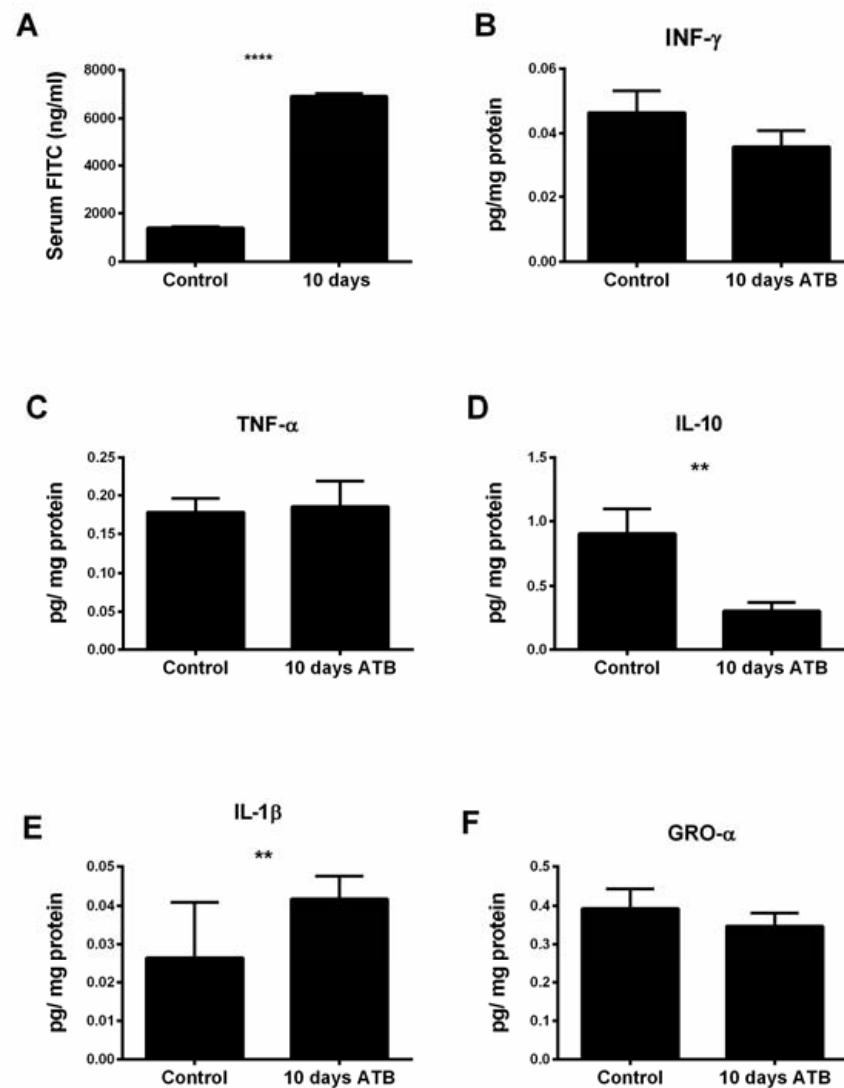 A
****
Serum FITC (ng/ml)
8000
6000
4000
2000
0
Control 10 days
B
INF-γ
pg/mg protein
0.06
0.04
0.02
0.00
Control 10 days ATB
C
TNF-α
pg/ mg protein
0.25
0.20
0.15
0.10
0.05
0.00
Control 10 days ATB
D
IL-10
**
pg/ mg protein
1.5
1.0
0.5
0.0
Control 10 days ATB
E
IL-1β
**
pg/ mg protein
0.05
0.04
0.03
0.02
0.01
0.00
Control 10 days ATB
F
GRO-α
pg/ mg protein
0.5
0.4
0.3
0.2
0.1
0.0
Control 10 days ATB